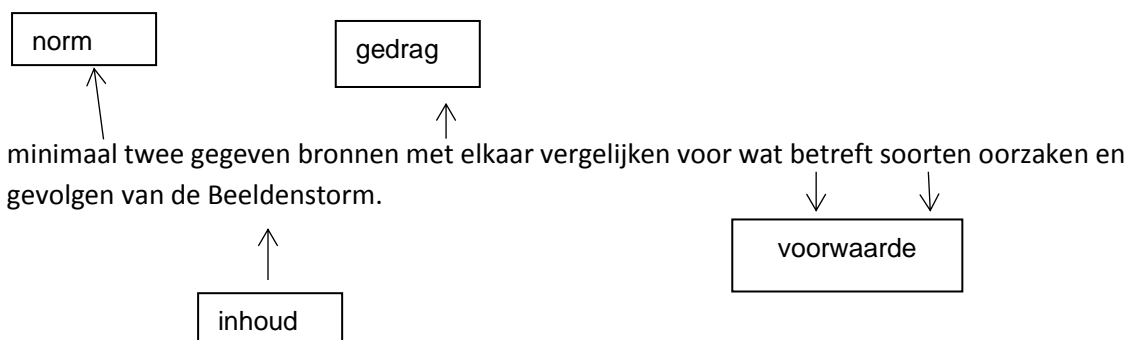 norm
gedrag
minimaal twee gegeven bronnen met elkaar vergelijken voor wat betreft soorten oorzaken en
gevolgen van de Beeldenstorm.
voorwaarde
inhoud